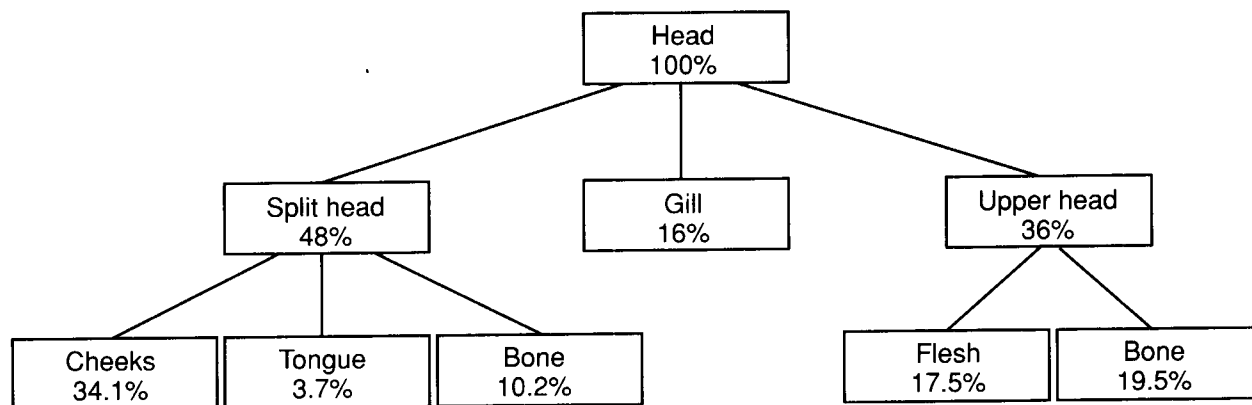 Head
100%
Split head
48%
Gill
16%
Upper head
36%
Cheeks
34.1%
Tongue
3.7%
Bone
10.2%
Flesh
17.5%
Bone
19.5%